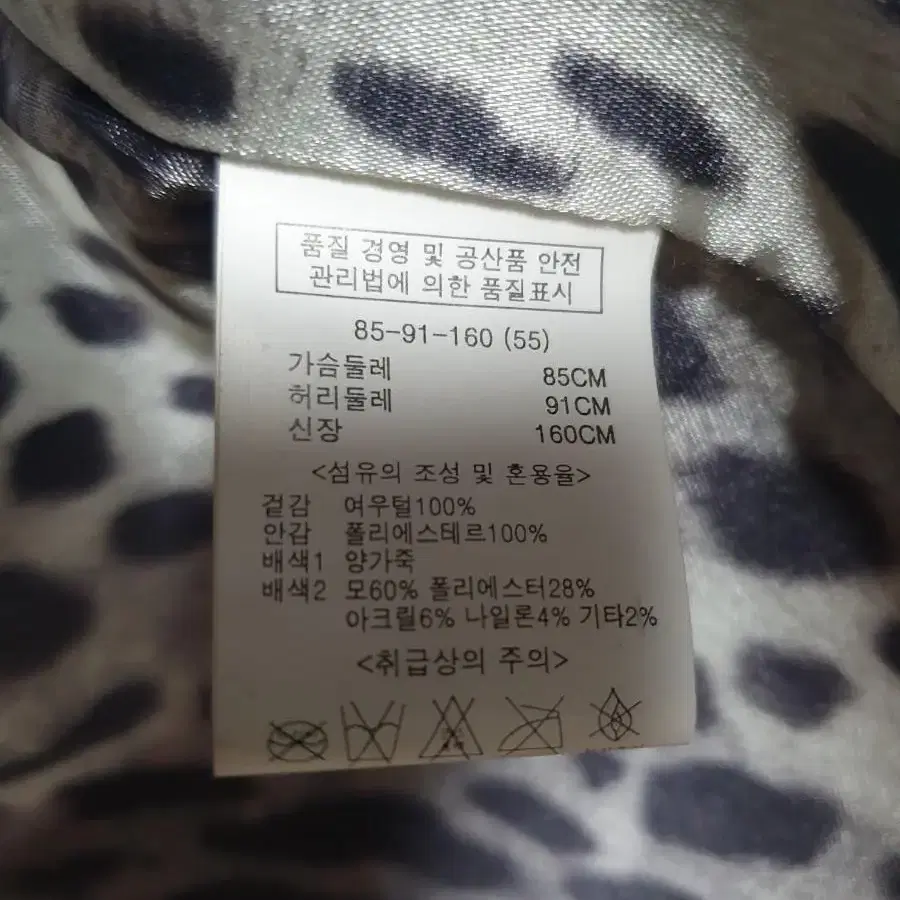 품질 경영 및 공산품 안전
관리법에 의한 품질표시
85-91-160 (55)
가슴둘레 85CM
허리둘레 91CM
신장 160CM
<섬유의 조성 및 혼용율>
겉감 여우털100%
안감 폴리에스테르100%
배색1 양가죽
배색2 모60% 폴리에스터28%
아크릴6% 나일론4% 기타2%
<취급상의 주의>